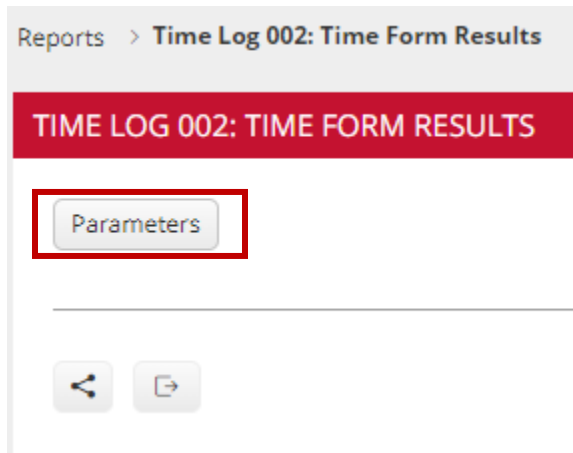 Reports > Time Log 002: Time Form Results
TIME LOG 002: TIME FORM RESULTS
Parameters